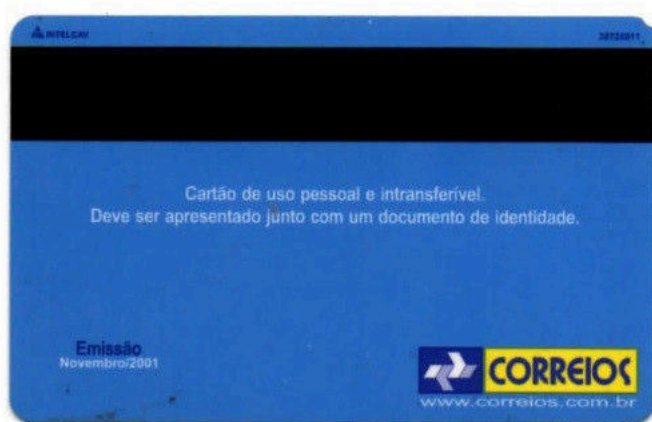 INTELCAV
Cartão de uso pessoal e intransferível.
Deve ser apresentado junto com um documento de identidade.
Emissão
Novembro/2001
CORREIOS
www.correios.com.br